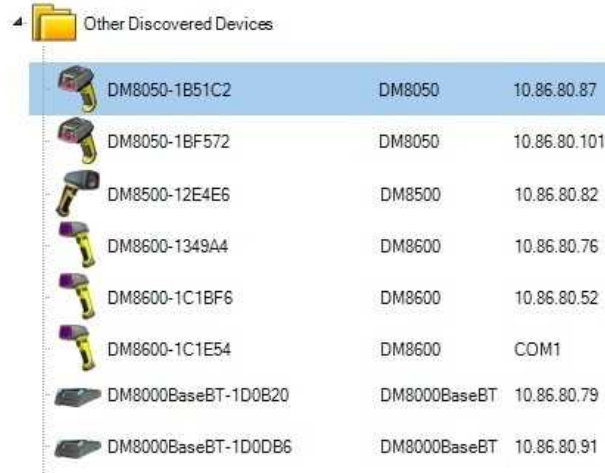 Other Discovered Devices
DM8050-1B51C2 DM8050 10.86.80.87
DM8050-1BF572 DM8050 10.86.80.101
DM8500-12E4E6 DM8500 10.86.80.82
DM8600-1349A4 DM8600 10.86.80.76
DM8600-1C1BF6 DM8600 10.86.80.52
DM8600-1C1E54 DM8600 COM1
DM8000BaseBT-1D0B20 DM8000BaseBT 10.86.80.79
DM8000BaseBT-1D0DB6 DM8000BaseBT 10.86.80.91